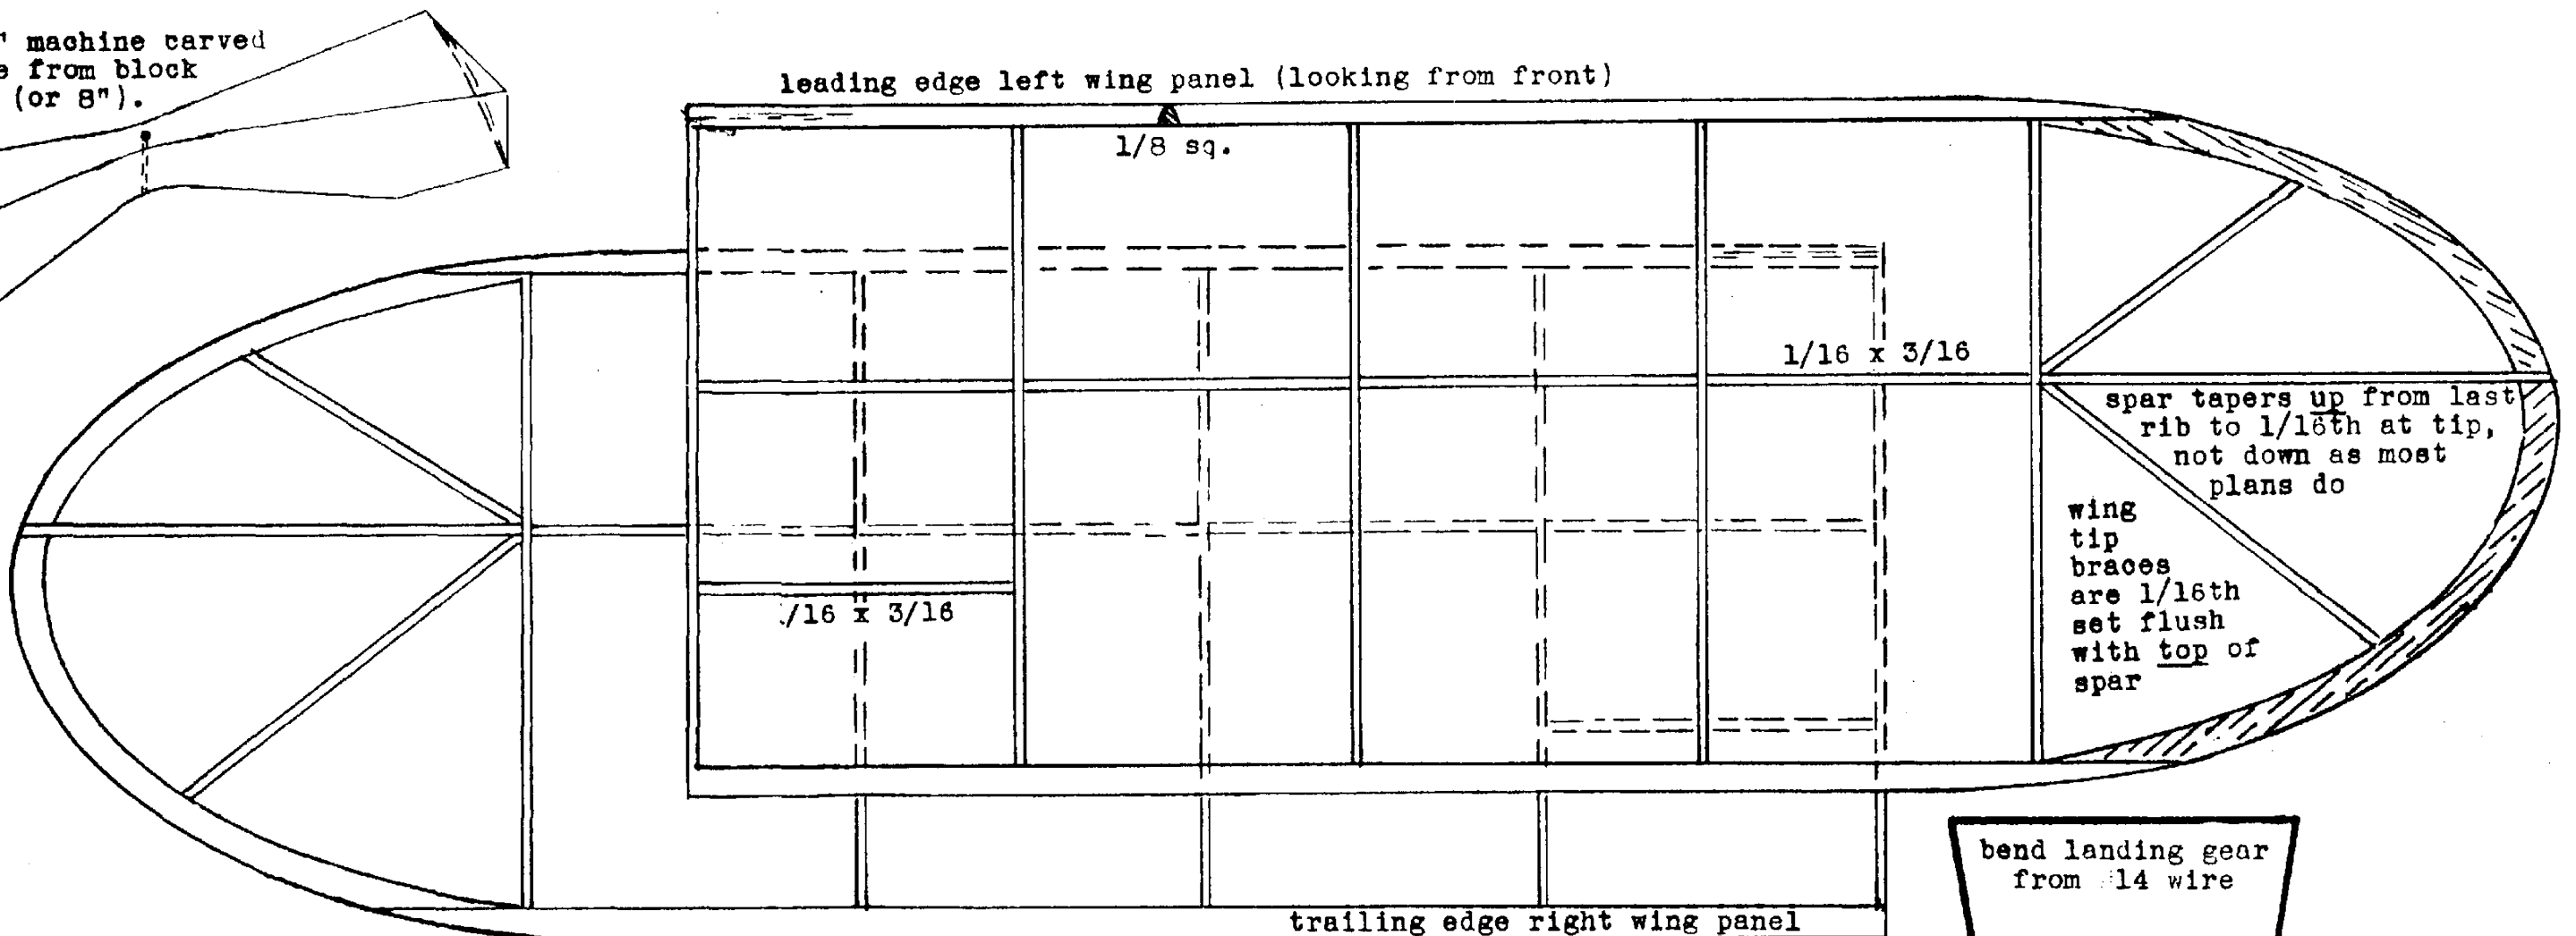 " machine carved
from block
(or 8").
leading edge left wing panel (looking from front)
1/8 sq.
1/16 x 3/16
spar tapers up from last
rib to 1/16th at tip,
not down as most
plans do
/16 x 3/16
wing
tip
braces
are 1/16th
set flush
with top of
spar
bend landing gear
from 14 wire
trailing edge right wing panel